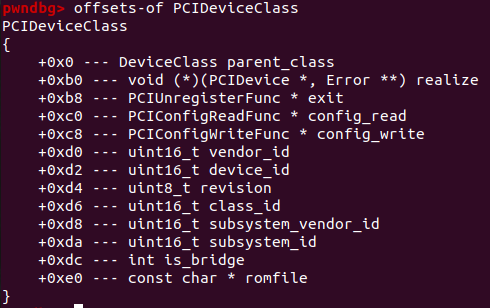 pwndbg> offsets-of PCIDeviceClass
PCIDeviceClass
{
    +0x0 --- DeviceClass parent_class
    +0xb0 --- void (*)(PCIDevice *, Error **) realize
    +0xb8 --- PCIUnregisterFunc * exit
    +0xc0 --- PCIConfigReadFunc * config_read
    +0xc8 --- PCIConfigWriteFunc * config_write
    +0xd0 --- uint16_t vendor_id
    +0xd2 --- uint16_t device_id
    +0xd4 --- uint8_t revision
    +0xd6 --- uint16_t class_id
    +0xd8 --- uint16_t subsystem_vendor_id
    +0xda --- uint16_t subsystem_id
    +0xdc --- int is_bridge
    +0xe0 --- const char * romfile
}